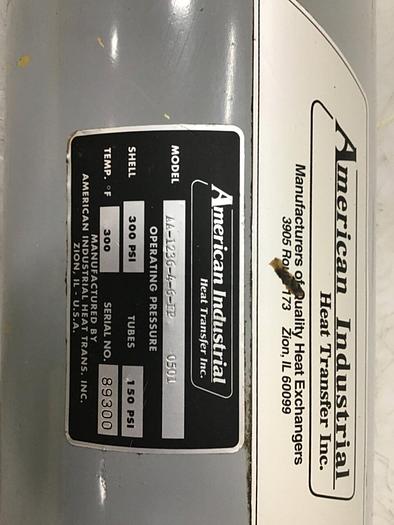 American Industrial
Heat Transfer Inc.
Manufacturers of Quality Heat Exchangers
3905 Ro 173 Zion, IL 60099
American Industrial
Heat Transfer Inc.
MODEL AA-1236-4-6-FP 0501
OPERATING PRESSURE
SHELL 300 PSI TUBES 150 PSI
TEMP. °F 300 SERIAL NO. 89300
MANUFACTURED BY
AMERICAN INDUSTRIAL HEAT TRANS. INC.
ZION, IL - U.S.A.